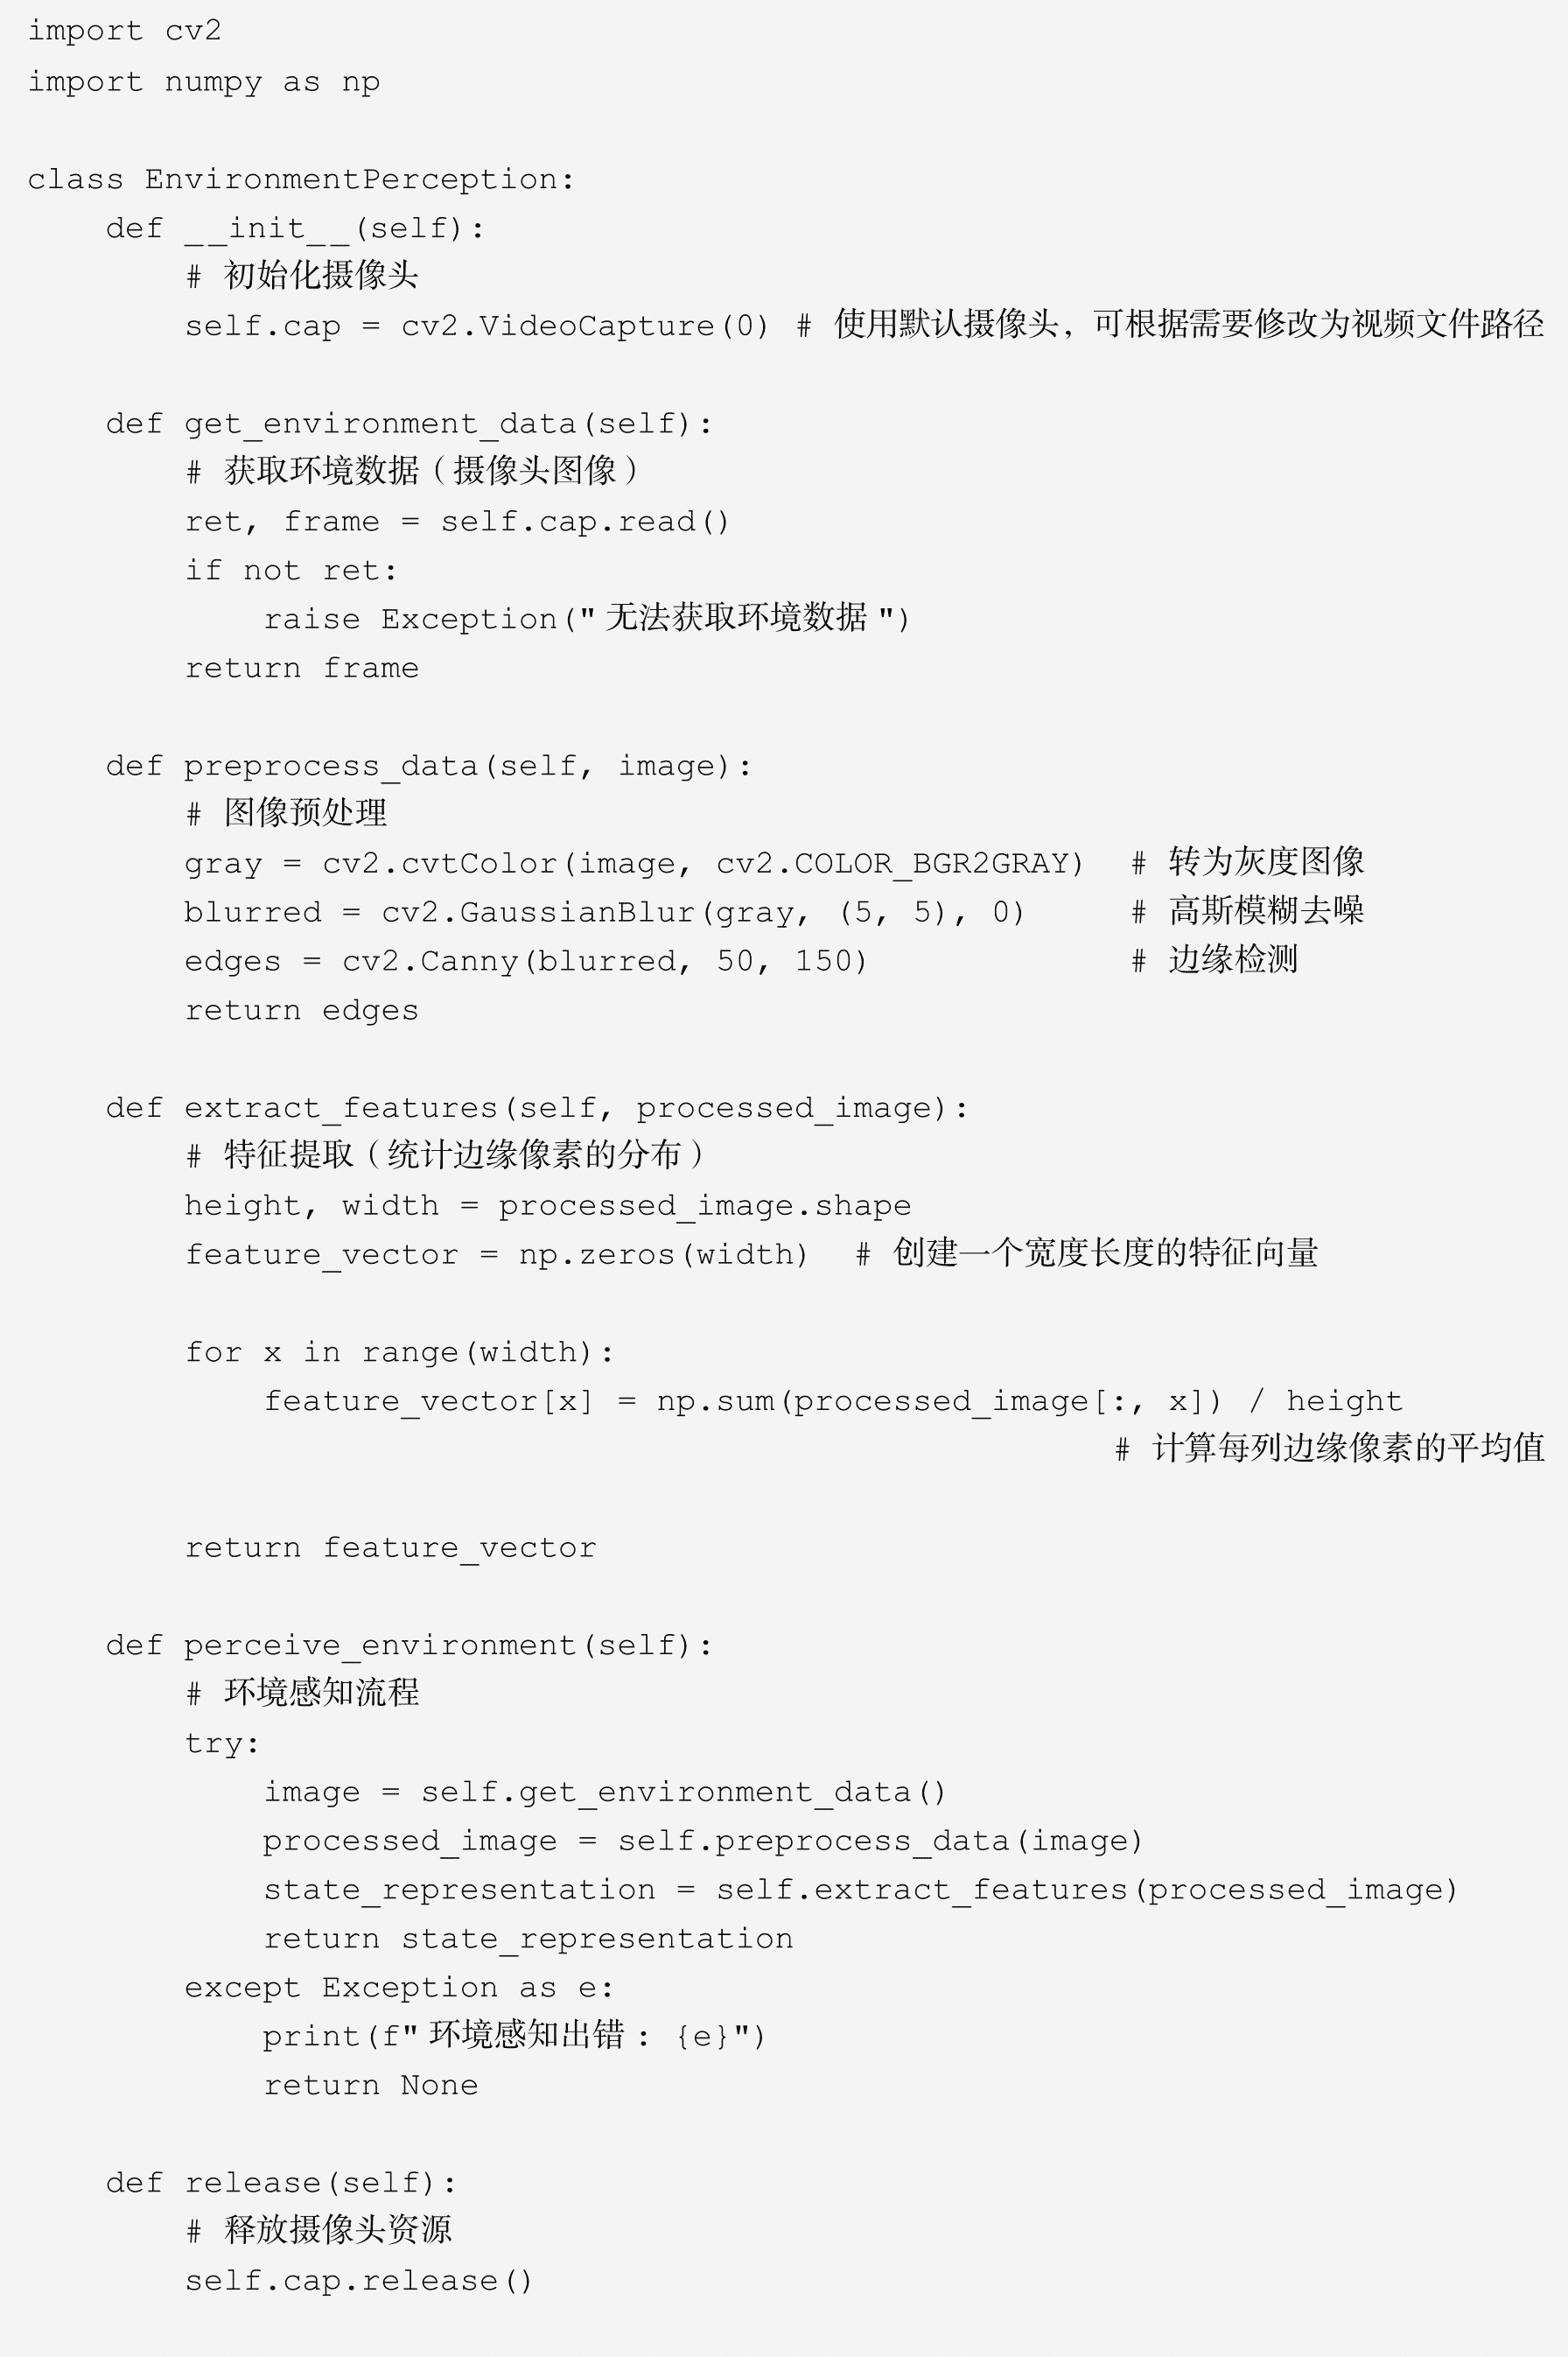 import cv2
import numpy as np
class EnvironmentPerception:
    def __init__(self):
        # 初始化摄像头
        self.cap = cv2.VideoCapture(0) # 使用默认摄像头，可根据需要修改为视频文件路径
    def get_environment_data(self):
        # 获取环境数据（摄像头图像）
        ret, frame = self.cap.read()
        if not ret:
            raise Exception("无法获取环境数据")
        return frame
    def preprocess_data(self, image):
        # 图像预处理
        gray = cv2.cvtColor(image, cv2.COLOR_BGR2GRAY)  # 转为灰度图像
        blurred = cv2.GaussianBlur(gray, (5, 5), 0)     # 高斯模糊去噪
        edges = cv2.Canny(blurred, 50, 150)             # 边缘检测
        return edges
    def extract_features(self, processed_image):
        # 特征提取（统计边缘像素的分布）
        height, width = processed_image.shape
        feature_vector = np.zeros(width)  # 创建一个宽度长度的特征向量
        for x in range(width):
            feature_vector[x] = np.sum(processed_image[:, x]) / height
                                                       # 计算每列边缘像素的平均值
        return feature_vector
    def perceive_environment(self):
        # 环境感知流程
        try:
            image = self.get_environment_data()
            processed_image = self.preprocess_data(image)
            state_representation = self.extract_features(processed_image)
            return state_representation
        except Exception as e:
            print(f"环境感知出错: {e}")
            return None
    def release(self):
        # 释放摄像头资源
        self.cap.release()